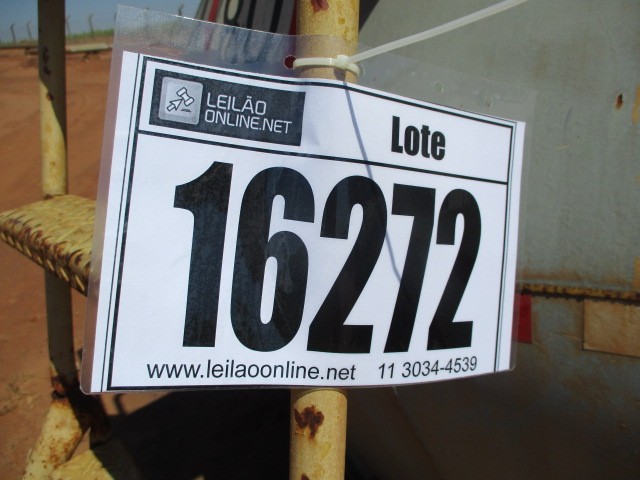 LEILÃO
ONLINE.NET
Lote
16272
www.leilaoonline.net 11 3034-4539